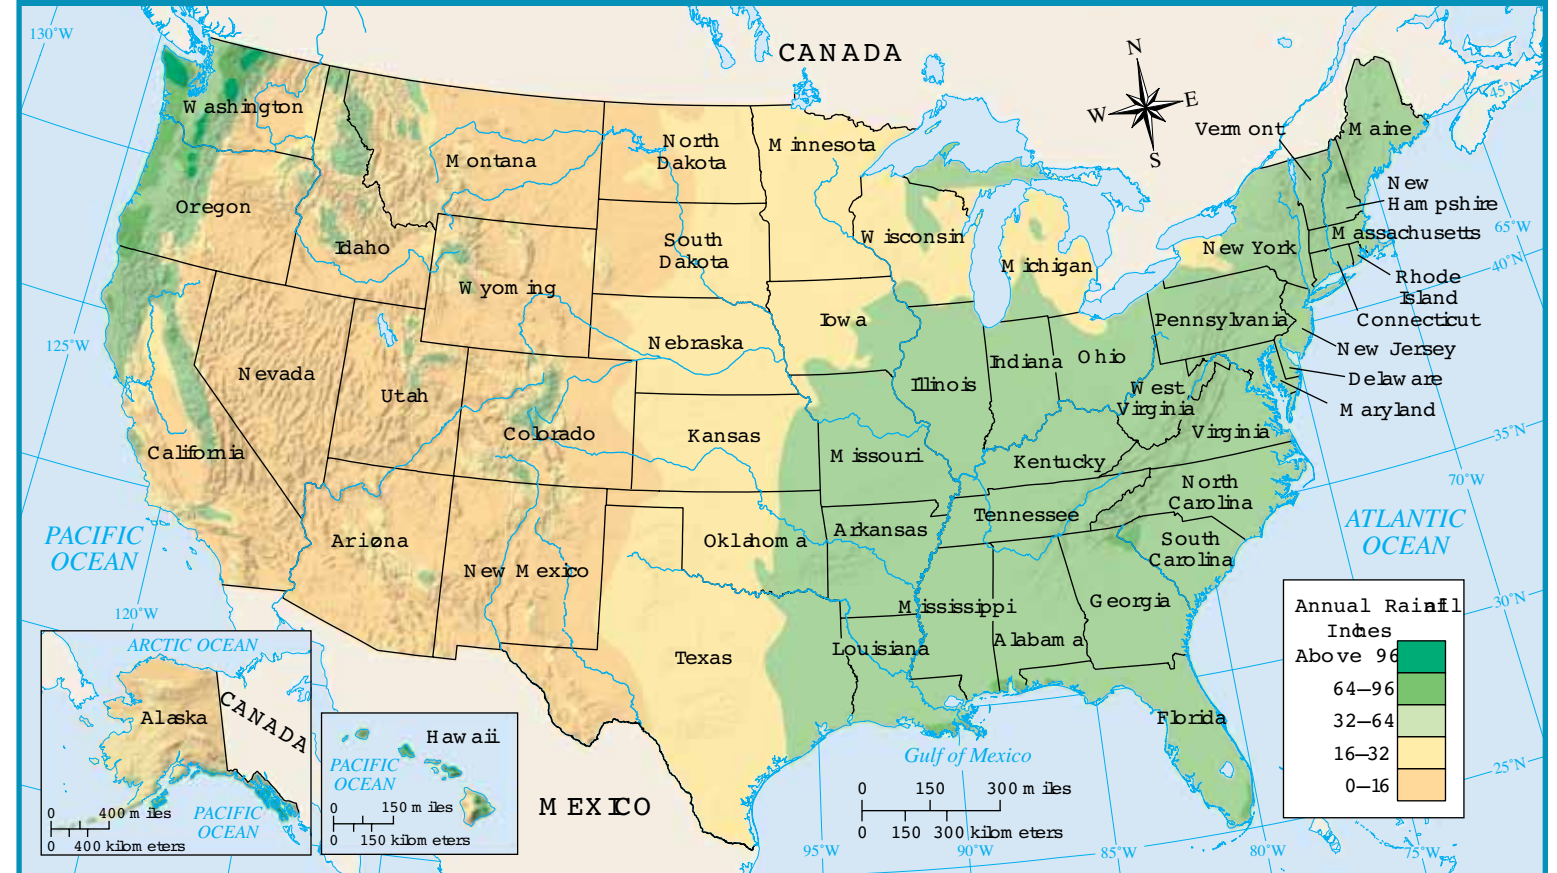 130°W
CANADA
N
W
E
S
45°N
Washington
Montana
North
Dakota
Minnesota
Vermont
Maine
Oregon
Idaho
South
Dakota
Wisconsin
Michigan
New York
New
Hampshire
Massachusetts
65°W
40°N
Rhode
Island
Connecticut
Wyoming
Iowa
Pennsylvania
New Jersey
Delaware
Maryland
125°W
Nevada
Utah
Nebraska
Illinois
Indiana
Ohio
West
Virginia
Virginia
California
Colorado
Kansas
Missouri
Kentucky
35°N
70°W
North
Carolina
Tennessee
South
Carolina
PACIFIC
OCEAN
ATLANTIC
OCEAN
Arizona
New Mexico
Oklahoma
Arkansas
Mississippi
Alabama
Georgia
30°N
120°W
Texas
Louisiana
Florida
Annual Rainfall
Inches
Above 96
64–96
32–64
16–32
0–16
25°N
ARCTIC OCEAN
Alaska
CANADA
0 400 miles
0 400 kilometers
PACIFIC
OCEAN
Hawaii
PACIFIC
OCEAN
0 150 miles
0 150 kilometers
MEXICO
Gulf of Mexico
0 150 300 miles
0 150 300 kilometers
95°W
90°W
85°W
80°W
75°W